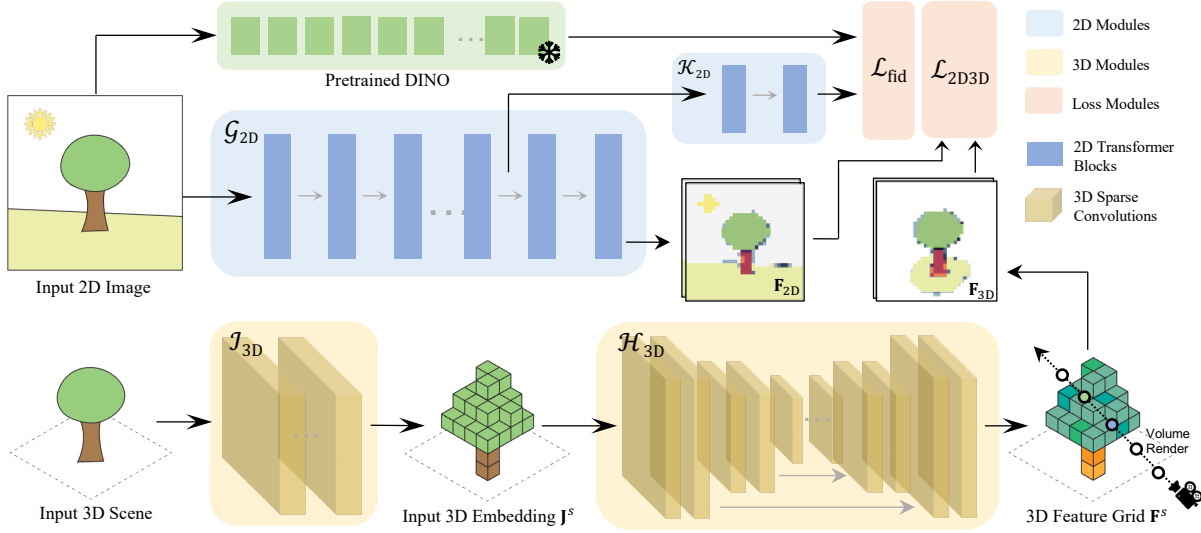 Pretrained DINO
𝒦2D
ℒfid
ℒ2D3D
2D Modules
3D Modules
Loss Modules
2D Transformer
Blocks
3D Sparse
Convolutions
𝒢2D
...
F2D
F3D
Input 2D Image
ℐ3D
ℋ3D
Volume
Render
Input 3D Scene
Input 3D Embedding Jˢ
3D Feature Grid Fˢ